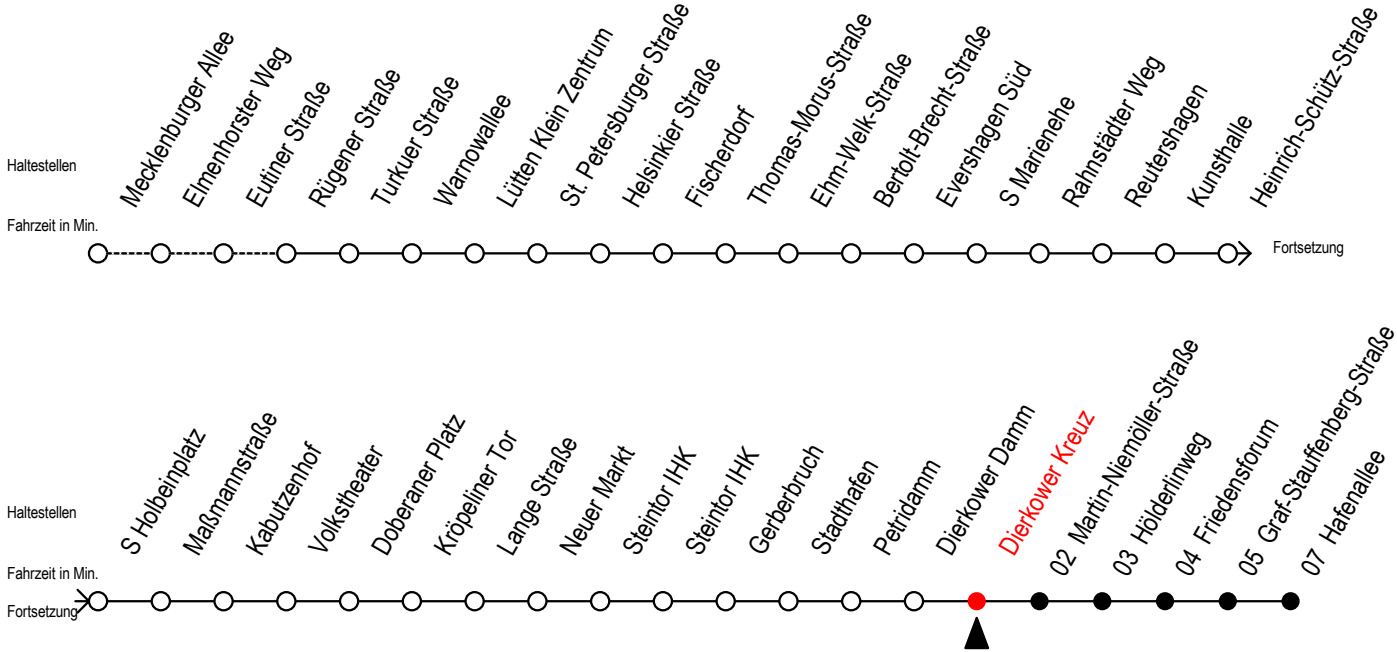 Haltestellen
Mecklenburger Allee
Elmenhorster Weg
Eutiner Straße
Rügener Straße
Turkuer Straße
Warnowallee
Lütten Klein Zentrum
St. Petersburger Straße
Helsinkier Straße
Fischerdorf
Thomas-Morus-Straße
Ehm-Welk-Straße
Bertolt-Brecht-Straße
Evershagen Süd
S Marienehe
Rahnstädter Weg
Reutershagen
Kunsthalle
Heinrich-Schütz-Straße
Fahrzeit in Min.
Fortsetzung
Haltestellen
S Holbeinplatz
Maßmannstraße
Kabutzenhof
Volkstheater
Doberaner Platz
Kröpeliner Tor
Lange Straße
Neuer Markt
Steintor IHK
Steintor IHK
Gerberbruch
Stadthafen
Petridamm
Dierkower Damm
Dierkower Kreuz
02 Martin-Niemöller-Straße
03 Hölderlinweg
04 Friedensforum
05 Graf-Stauffenberg-Straße
07 Hafenallee
Fahrzeit in Min.
Fortsetzung